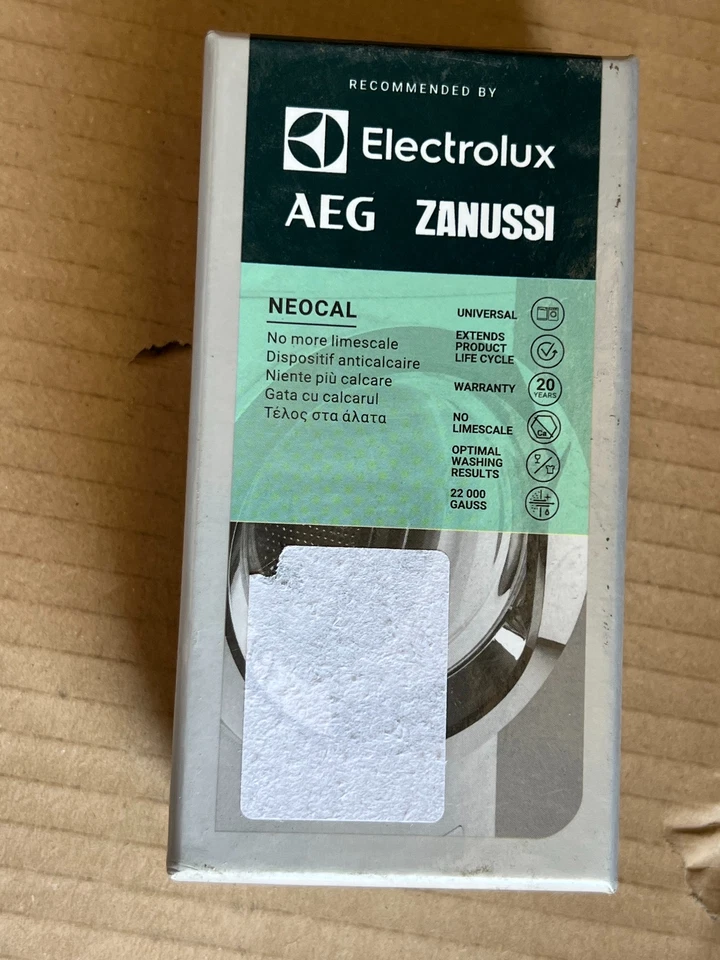 RECOMMENDED BY
Electrolux
AEG ZANUSSI
NEOCAL
No more limescale
Dispositif anticalcaire
Niente più calcare
Gata cu calcarul
Τέλος στα άλατα
UNIVERSAL
EXTENDS
PRODUCT
LIFE CYCLE
WARRANTY
20
YEARS
NO
LIMESCALE
Ca
OPTIMAL
WASHING
RESULTS
22 000
GAUSS